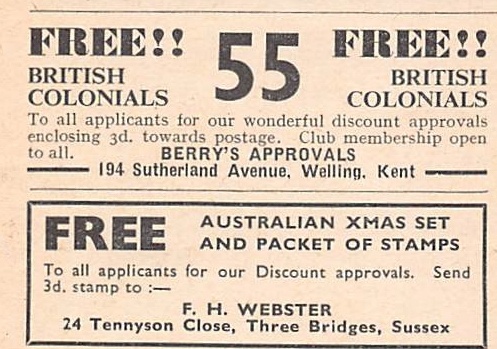 FREE!! 55 FREE!!
BRITISH BRITISH
COLONIALS COLONIALS
To all applicants for our wonderful discount approvals
enclosing 3d. towards postage. Club membership open
to all. BERRY'S APPROVALS
194 Sutherland Avenue, Welling, Kent
FREE AUSTRALIAN XMAS SET
AND PACKET OF STAMPS
To all applicants for our Discount approvals. Send
3d. stamp to :—
F. H. WEBSTER
24 Tennyson Close, Three Bridges, Sussex